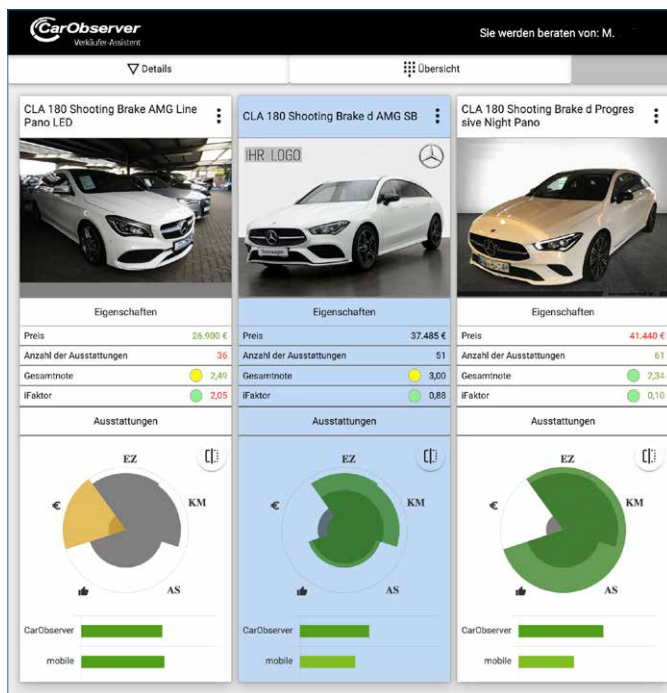 CarObserver
Verkäufer-Assistent
Sie werden beraten von: M.
Details
Übersicht
CLA 180 Shooting Brake AMG Line
Pano LED
CLA 180 Shooting Brake d AMG SB
CLA 180 Shooting Brake d Progres
sive Night Pano
IHR LOGO
Eigenschaften
Eigenschaften
Eigenschaften
Preis 26.900 €
Preis 37.485 €
Preis 41.440 €
Anzahl der Ausstattungen 36
Anzahl der Ausstattungen 51
Anzahl der Ausstattungen 61
Gesamtnote 2,49
Gesamtnote 3,00
Gesamtnote 2,34
iFaktor 2,05
iFaktor 0,88
iFaktor 0,10
Ausstattungen
Ausstattungen
Ausstattungen
EZ
KM
€
AS
EZ
KM
€
AS
EZ
KM
€
AS
CarObserver
mobile
CarObserver
mobile
CarObserver
mobile